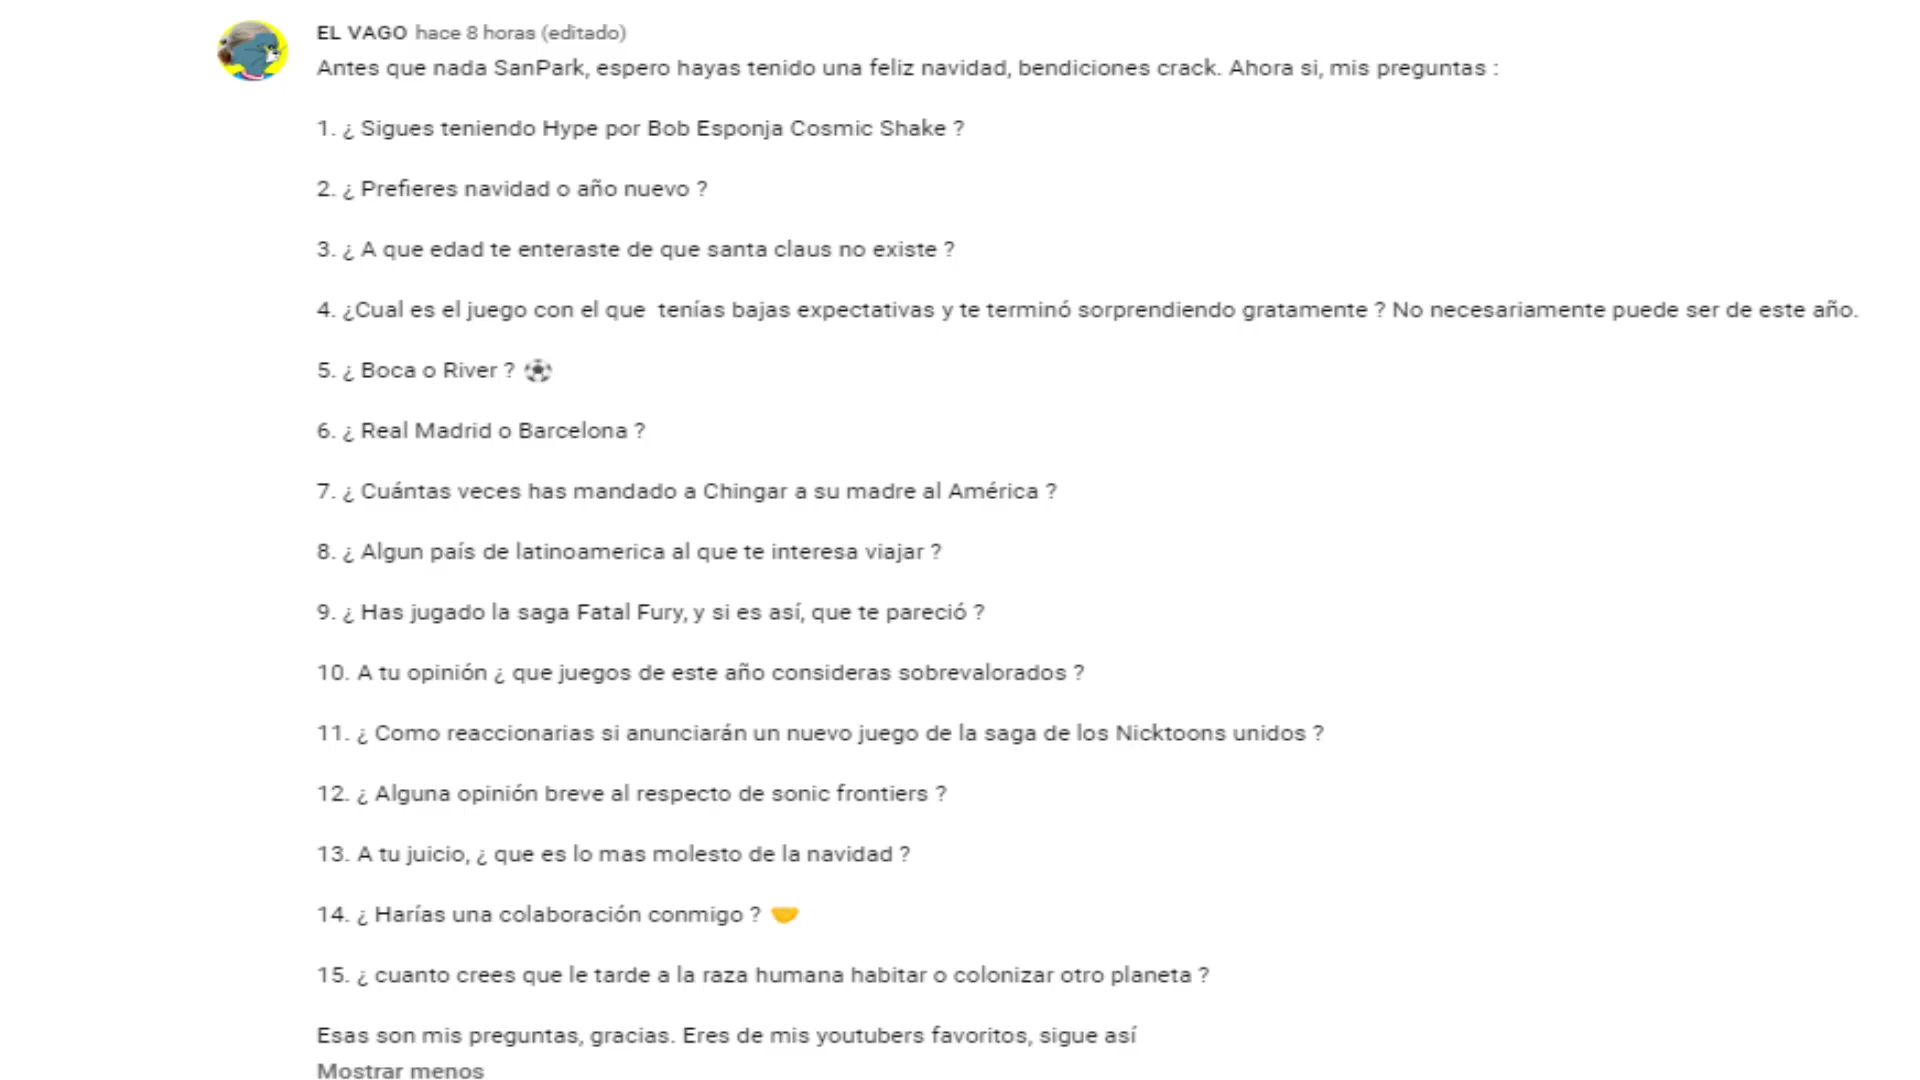 EL VAGO hace 8 horas (editado)
Antes que nada SanPark, espero hayas tenido una feliz navidad, bendiciones crack. Ahora si, mis preguntas :
1. ¿ Sigues teniendo Hype por Bob Esponja Cosmic Shake ?
2. ¿ Prefieres navidad o año nuevo ?
3. ¿ A que edad te enteraste de que santa claus no existe ?
4. ¿Cual es el juego con el que  tenías bajas expectativas y te terminó sorprendiendo gratamente ? No necesariamente puede ser de este año.
5. ¿ Boca o River ? ⚽
6. ¿ Real Madrid o Barcelona ?
7. ¿ Cuántas veces has mandado a Chingar a su madre al América ?
8. ¿ Algun país de latinoamerica al que te interesa viajar ?
9. ¿ Has jugado la saga Fatal Fury, y si es así, que te pareció ?
10. A tu opinión ¿ que juegos de este año consideras sobrevalorados ?
11. ¿ Como reaccionarias si anunciarán un nuevo juego de la saga de los Nicktoons unidos ?
12. ¿ Alguna opinión breve al respecto de sonic frontiers ?
13. A tu juicio, ¿ que es lo mas molesto de la navidad ?
14. ¿ Harías una colaboración conmigo ? 🤝
15. ¿ cuanto crees que le tarde a la raza humana habitar o colonizar otro planeta ?
Esas son mis preguntas, gracias. Eres de mis youtubers favoritos, sigue así
Mostrar menos